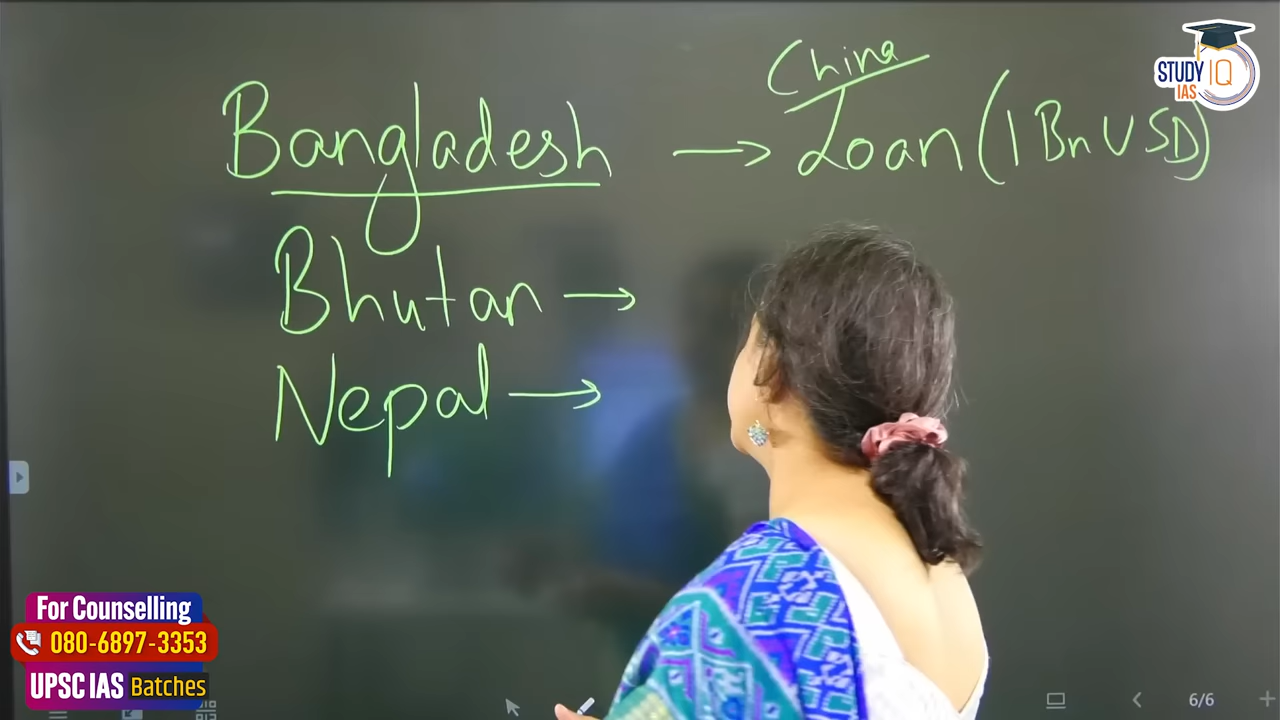 China
Bangladesh → Loan (1 Bn USD)
Bhutan →
Nepal →
STUDY IQ
IAS
For Counselling
080-6897-3353
UPSC IAS Batches
6/6